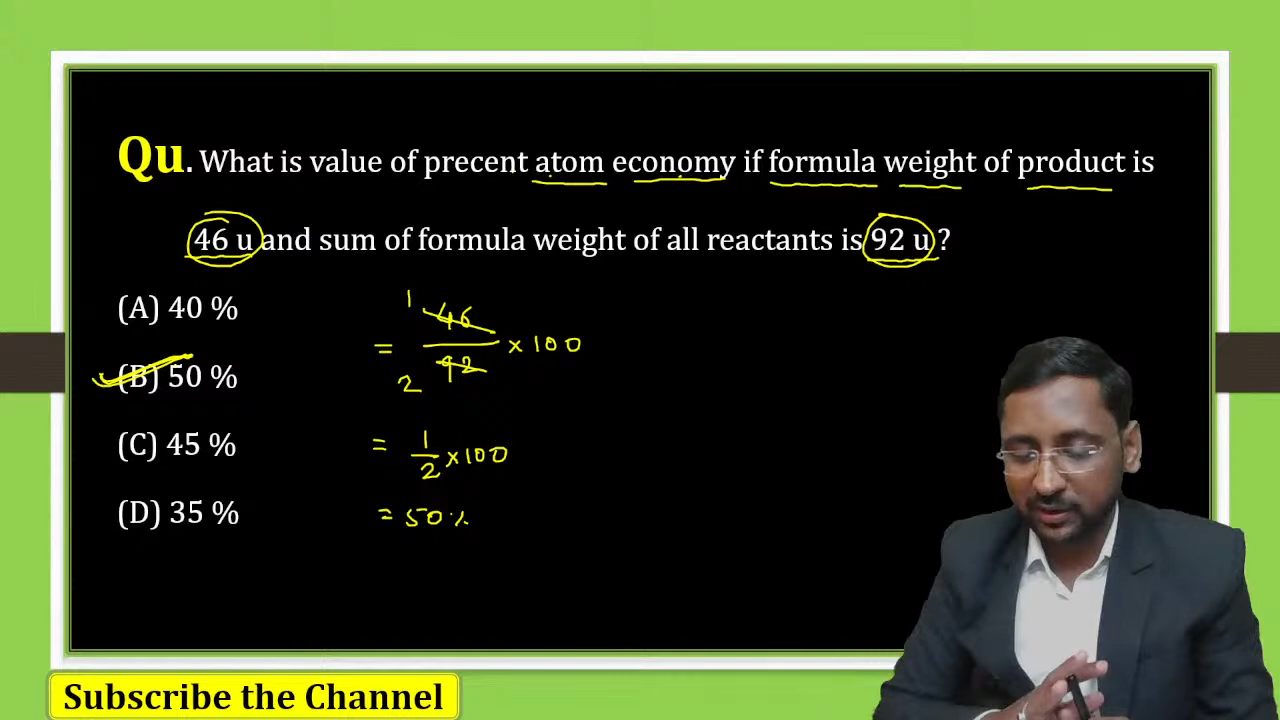 Qu. What is value of precent atom economy if formula weight of product is
46 u and sum of formula weight of all reactants is 92 u ?
(A) 40 %
(B) 50 %
(C) 45 %
(D) 35 %
1 46
= — × 100
2 92
= 1/2 × 100
= 50 %
Subscribe the Channel